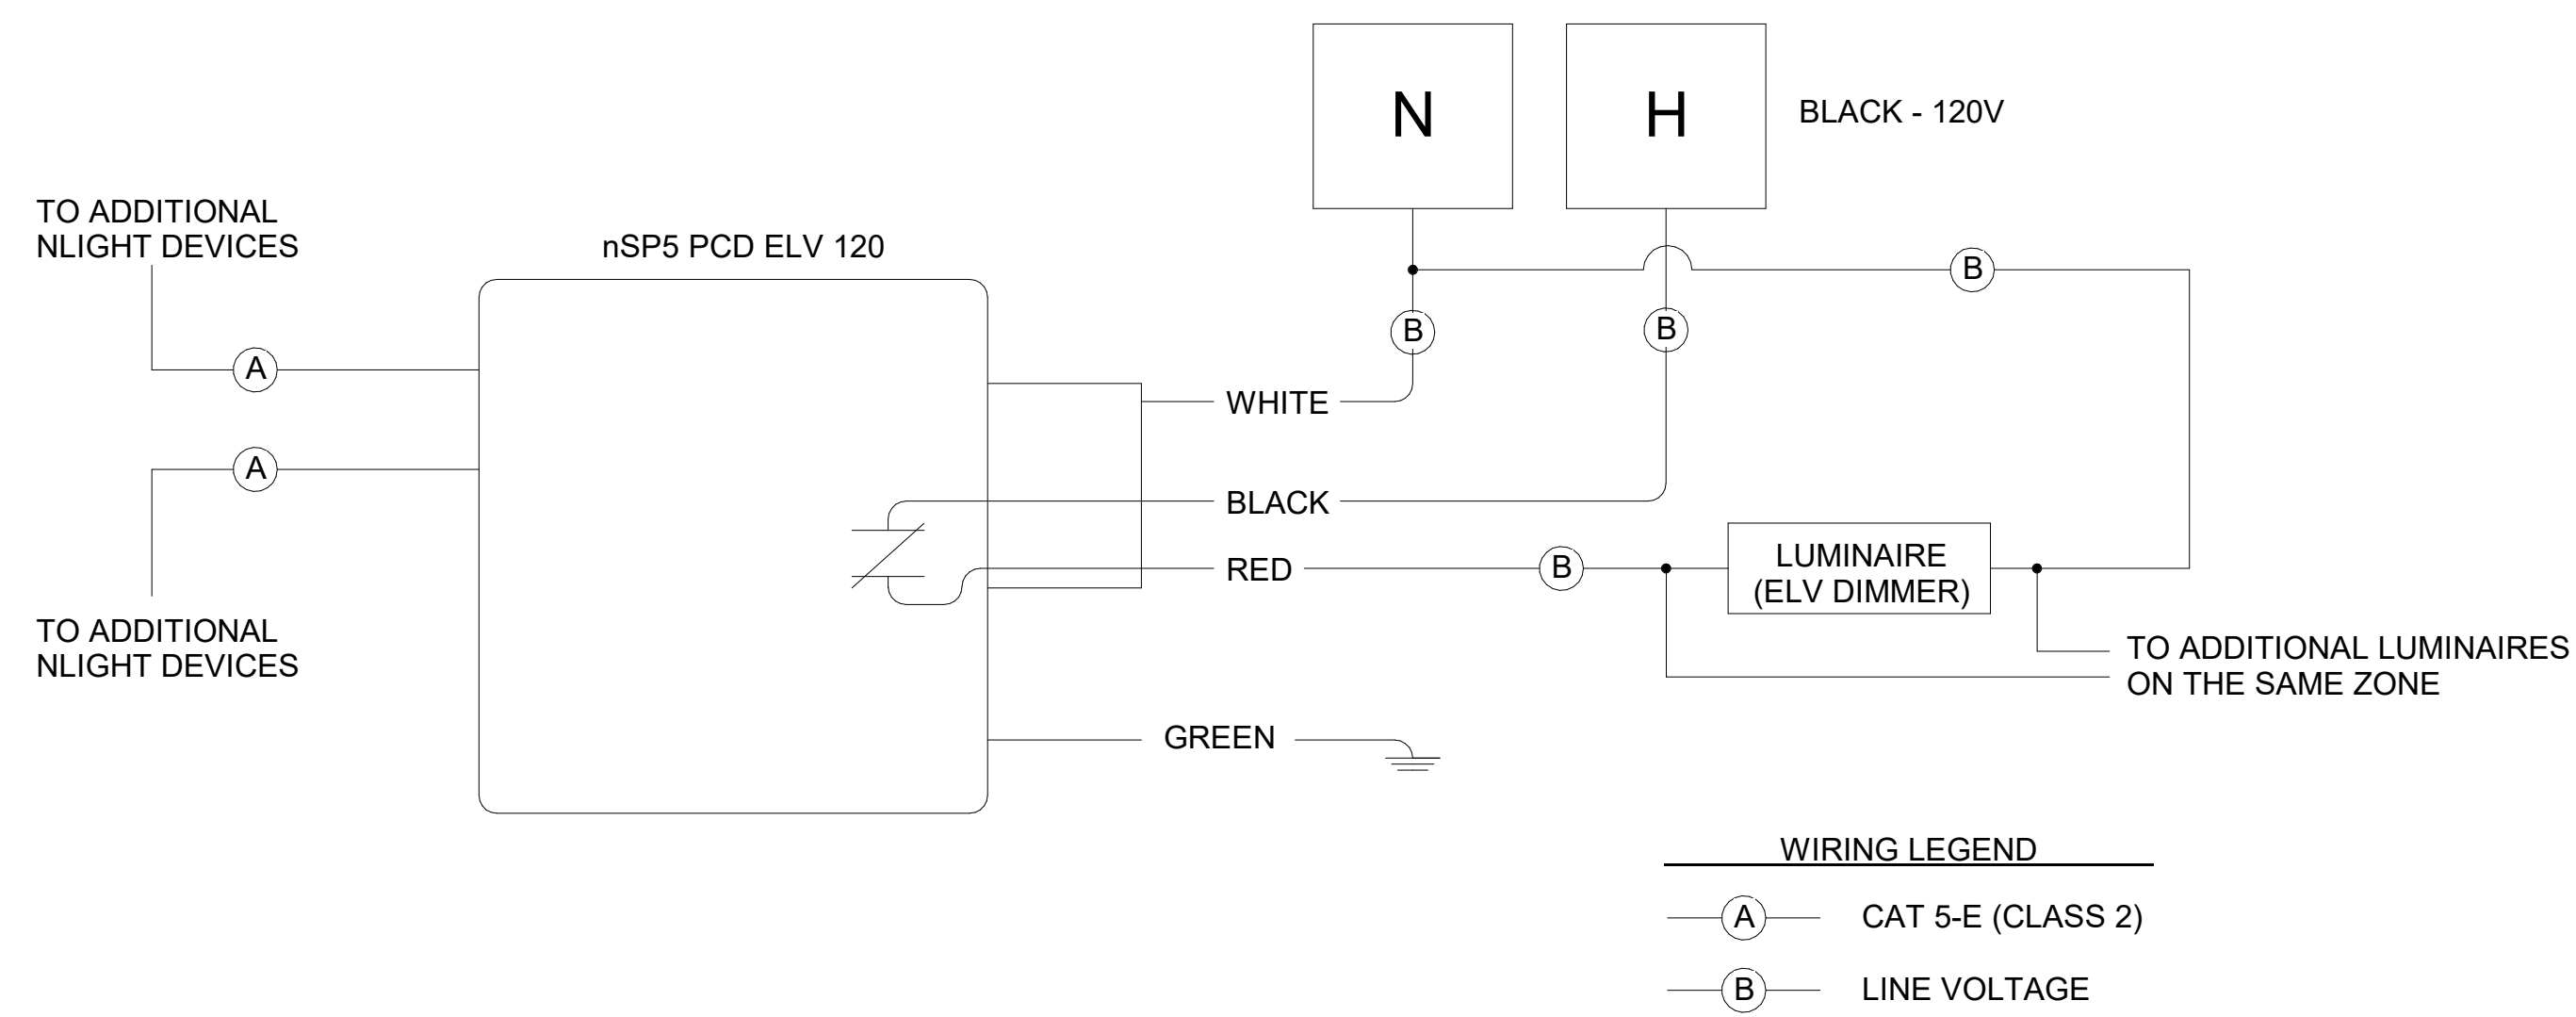 N
H
BLACK - 120V
TO ADDITIONAL
NLIGHT DEVICES
nSP5 PCD ELV 120
B
B
B
A
WHITE
A
BLACK
RED
B
LUMINAIRE
(ELV DIMMER)
TO ADDITIONAL
NLIGHT DEVICES
TO ADDITIONAL LUMINAIRES
ON THE SAME ZONE
GREEN
WIRING LEGEND
A CAT 5-E (CLASS 2)
B LINE VOLTAGE